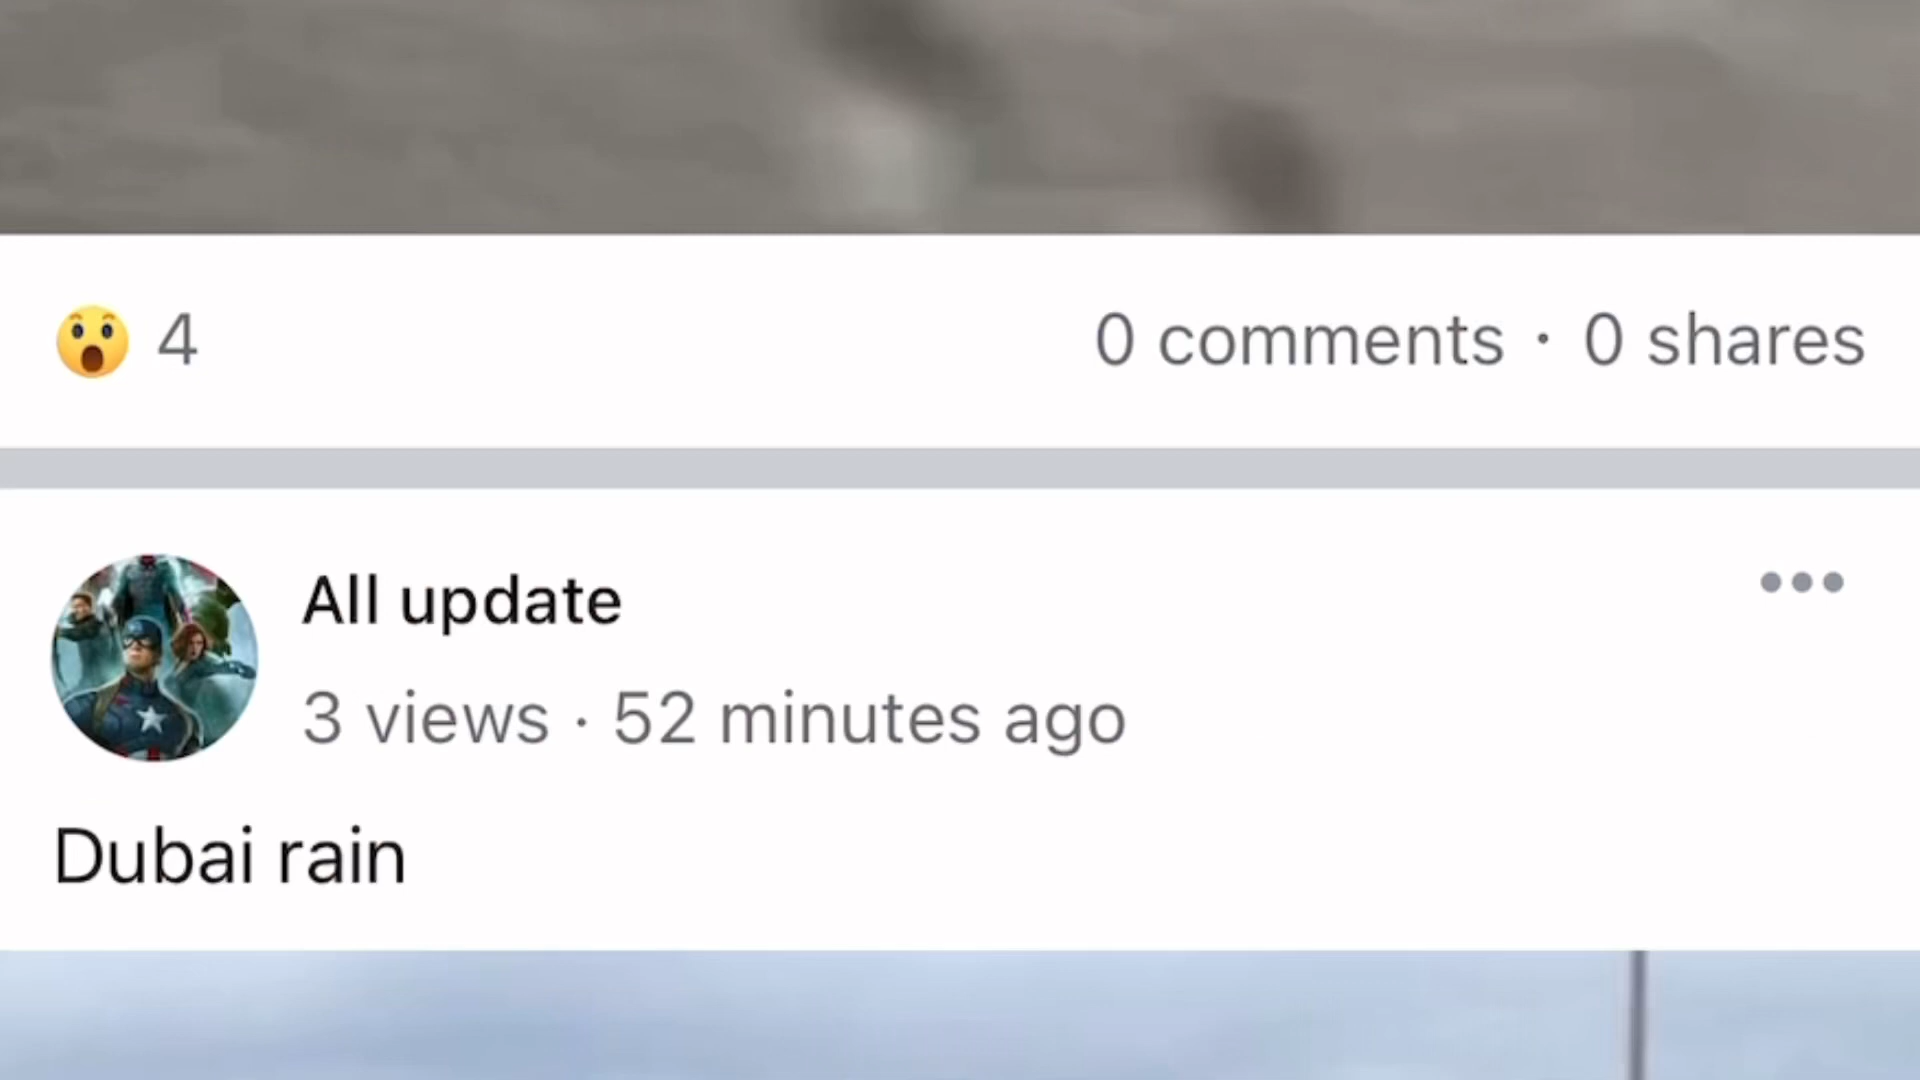 4
0 comments · 0 shares
All update
3 views · 52 minutes ago
Dubai rain